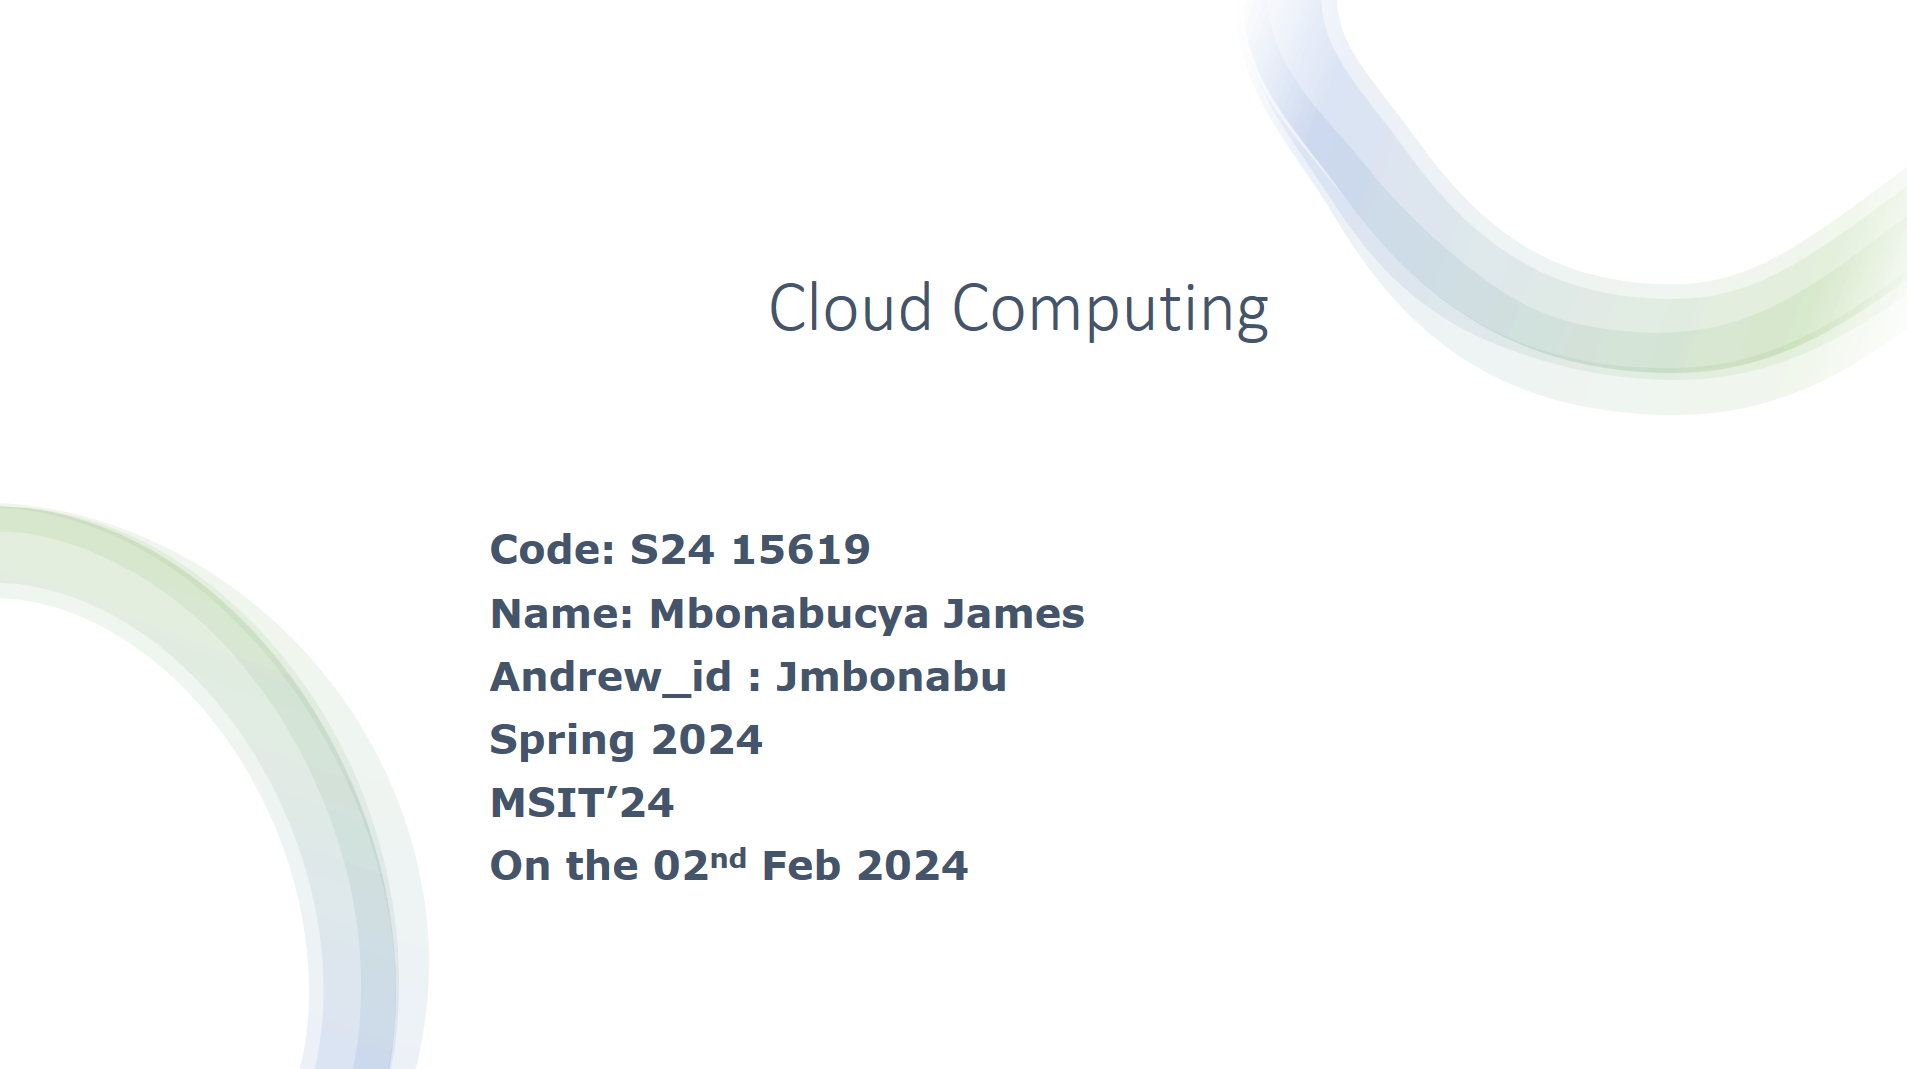 Cloud Computing
Code: S24 15619
Name: Mbonabucya James
Andrew_id : Jmbonabu
Spring 2024
MSIT’24
On the 02nd Feb 2024